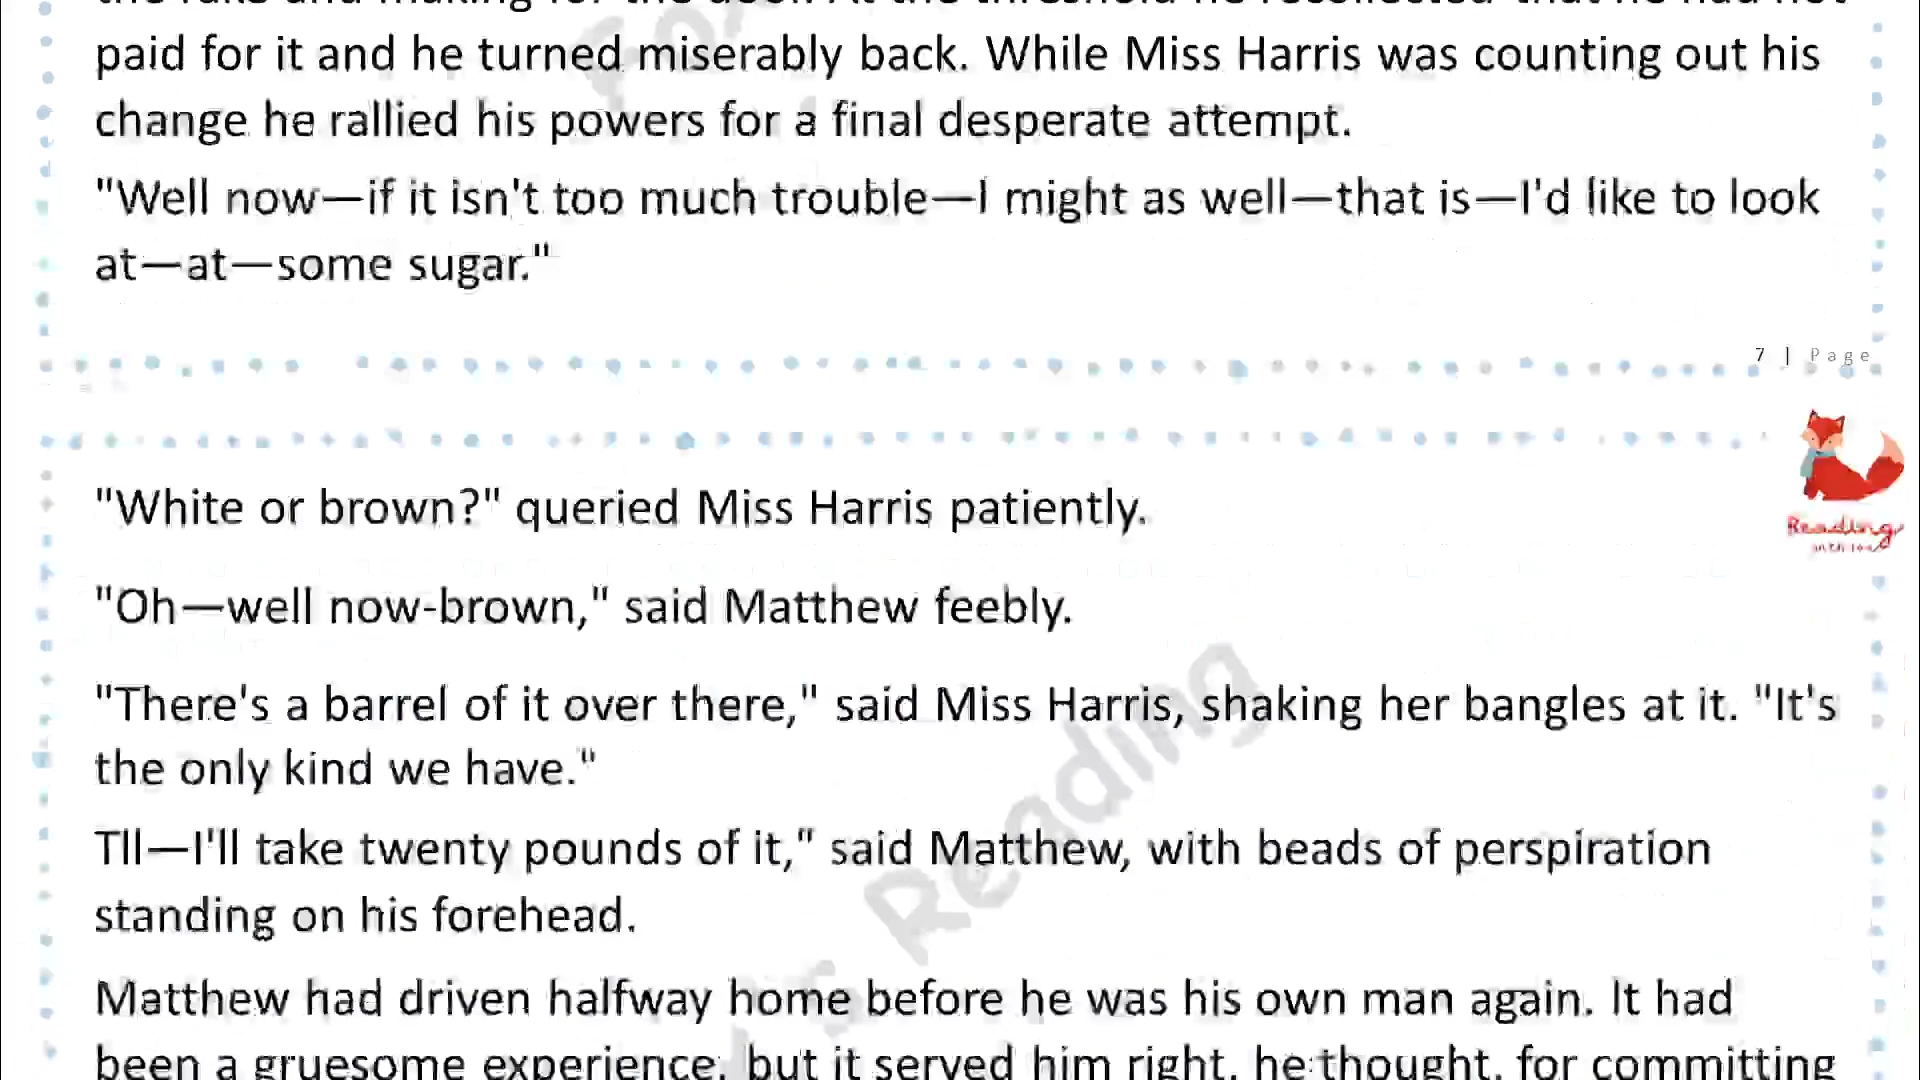 paid for it and he turned miserably back. While Miss Harris was counting out his
change he rallied his powers for a final desperate attempt.
"Well now—if it isn't too much trouble—I might as well—that is—I'd like to look
at—at—some sugar."
7 | Page
"White or brown?" queried Miss Harris patiently.
Reading
"Oh—well now-brown," said Matthew feebly.
"There's a barrel of it over there," said Miss Harris, shaking her bangles at it. "It's
the only kind we have."
Tll—I'll take twenty pounds of it," said Matthew, with beads of perspiration
standing on his forehead.
Reading
Matthew had driven halfway home before he was his own man again. It had
been a gruesome experience, but it served him right, he thought, for committing